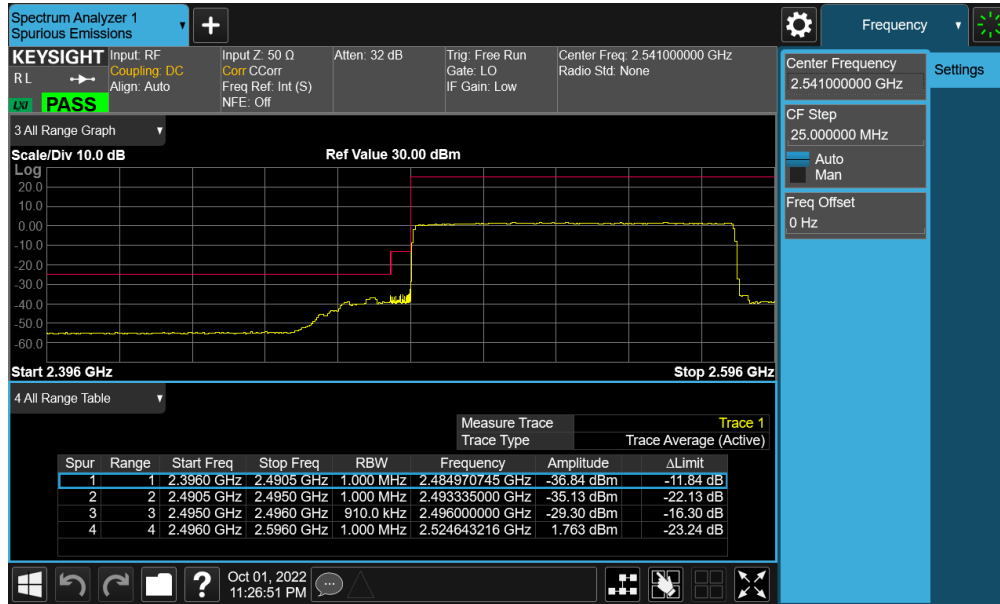 Spectrum Analyzer 1
Spurious Emissions
Frequency
KEYSIGHT
R L
LXI PASS
Input: RF
Coupling: DC
Align: Auto
Input Z: 50 Ω
Corr CCorr
Freq Ref: Int (S)
NFE: Off
Atten: 32 dB
Trig: Free Run
Gate: LO
IF Gain: Low
Center Freq: 2.541000000 GHz
Radio Std: None
Center Frequency
2.541000000 GHz
Settings
CF Step
25.000000 MHz
Auto
Man
Freq Offset
0 Hz
3 All Range Graph
Scale/Div 10.0 dB Ref Value 30.00 dBm
Log
20.0
10.0
0.00
-10.0
-20.0
-30.0
-40.0
-50.0
-60.0
Start 2.396 GHz Stop 2.596 GHz
4 All Range Table
Measure Trace Trace 1
Trace Type Trace Average (Active)
Spur Range Start Freq Stop Freq RBW Frequency Amplitude ΔLimit
1 1 2.3960 GHz 2.4905 GHz 1.000 MHz 2.484970745 GHz -36.84 dBm -11.84 dB
2 2 2.4905 GHz 2.4950 GHz 1.000 MHz 2.493335000 GHz -35.13 dBm -22.13 dB
3 3 2.4950 GHz 2.4960 GHz 910.0 kHz 2.496000000 GHz -29.30 dBm -16.30 dB
4 4 2.4960 GHz 2.5960 GHz 1.000 MHz 2.524643216 GHz 1.763 dBm -23.24 dB
Oct 01, 2022
11:26:51 PM